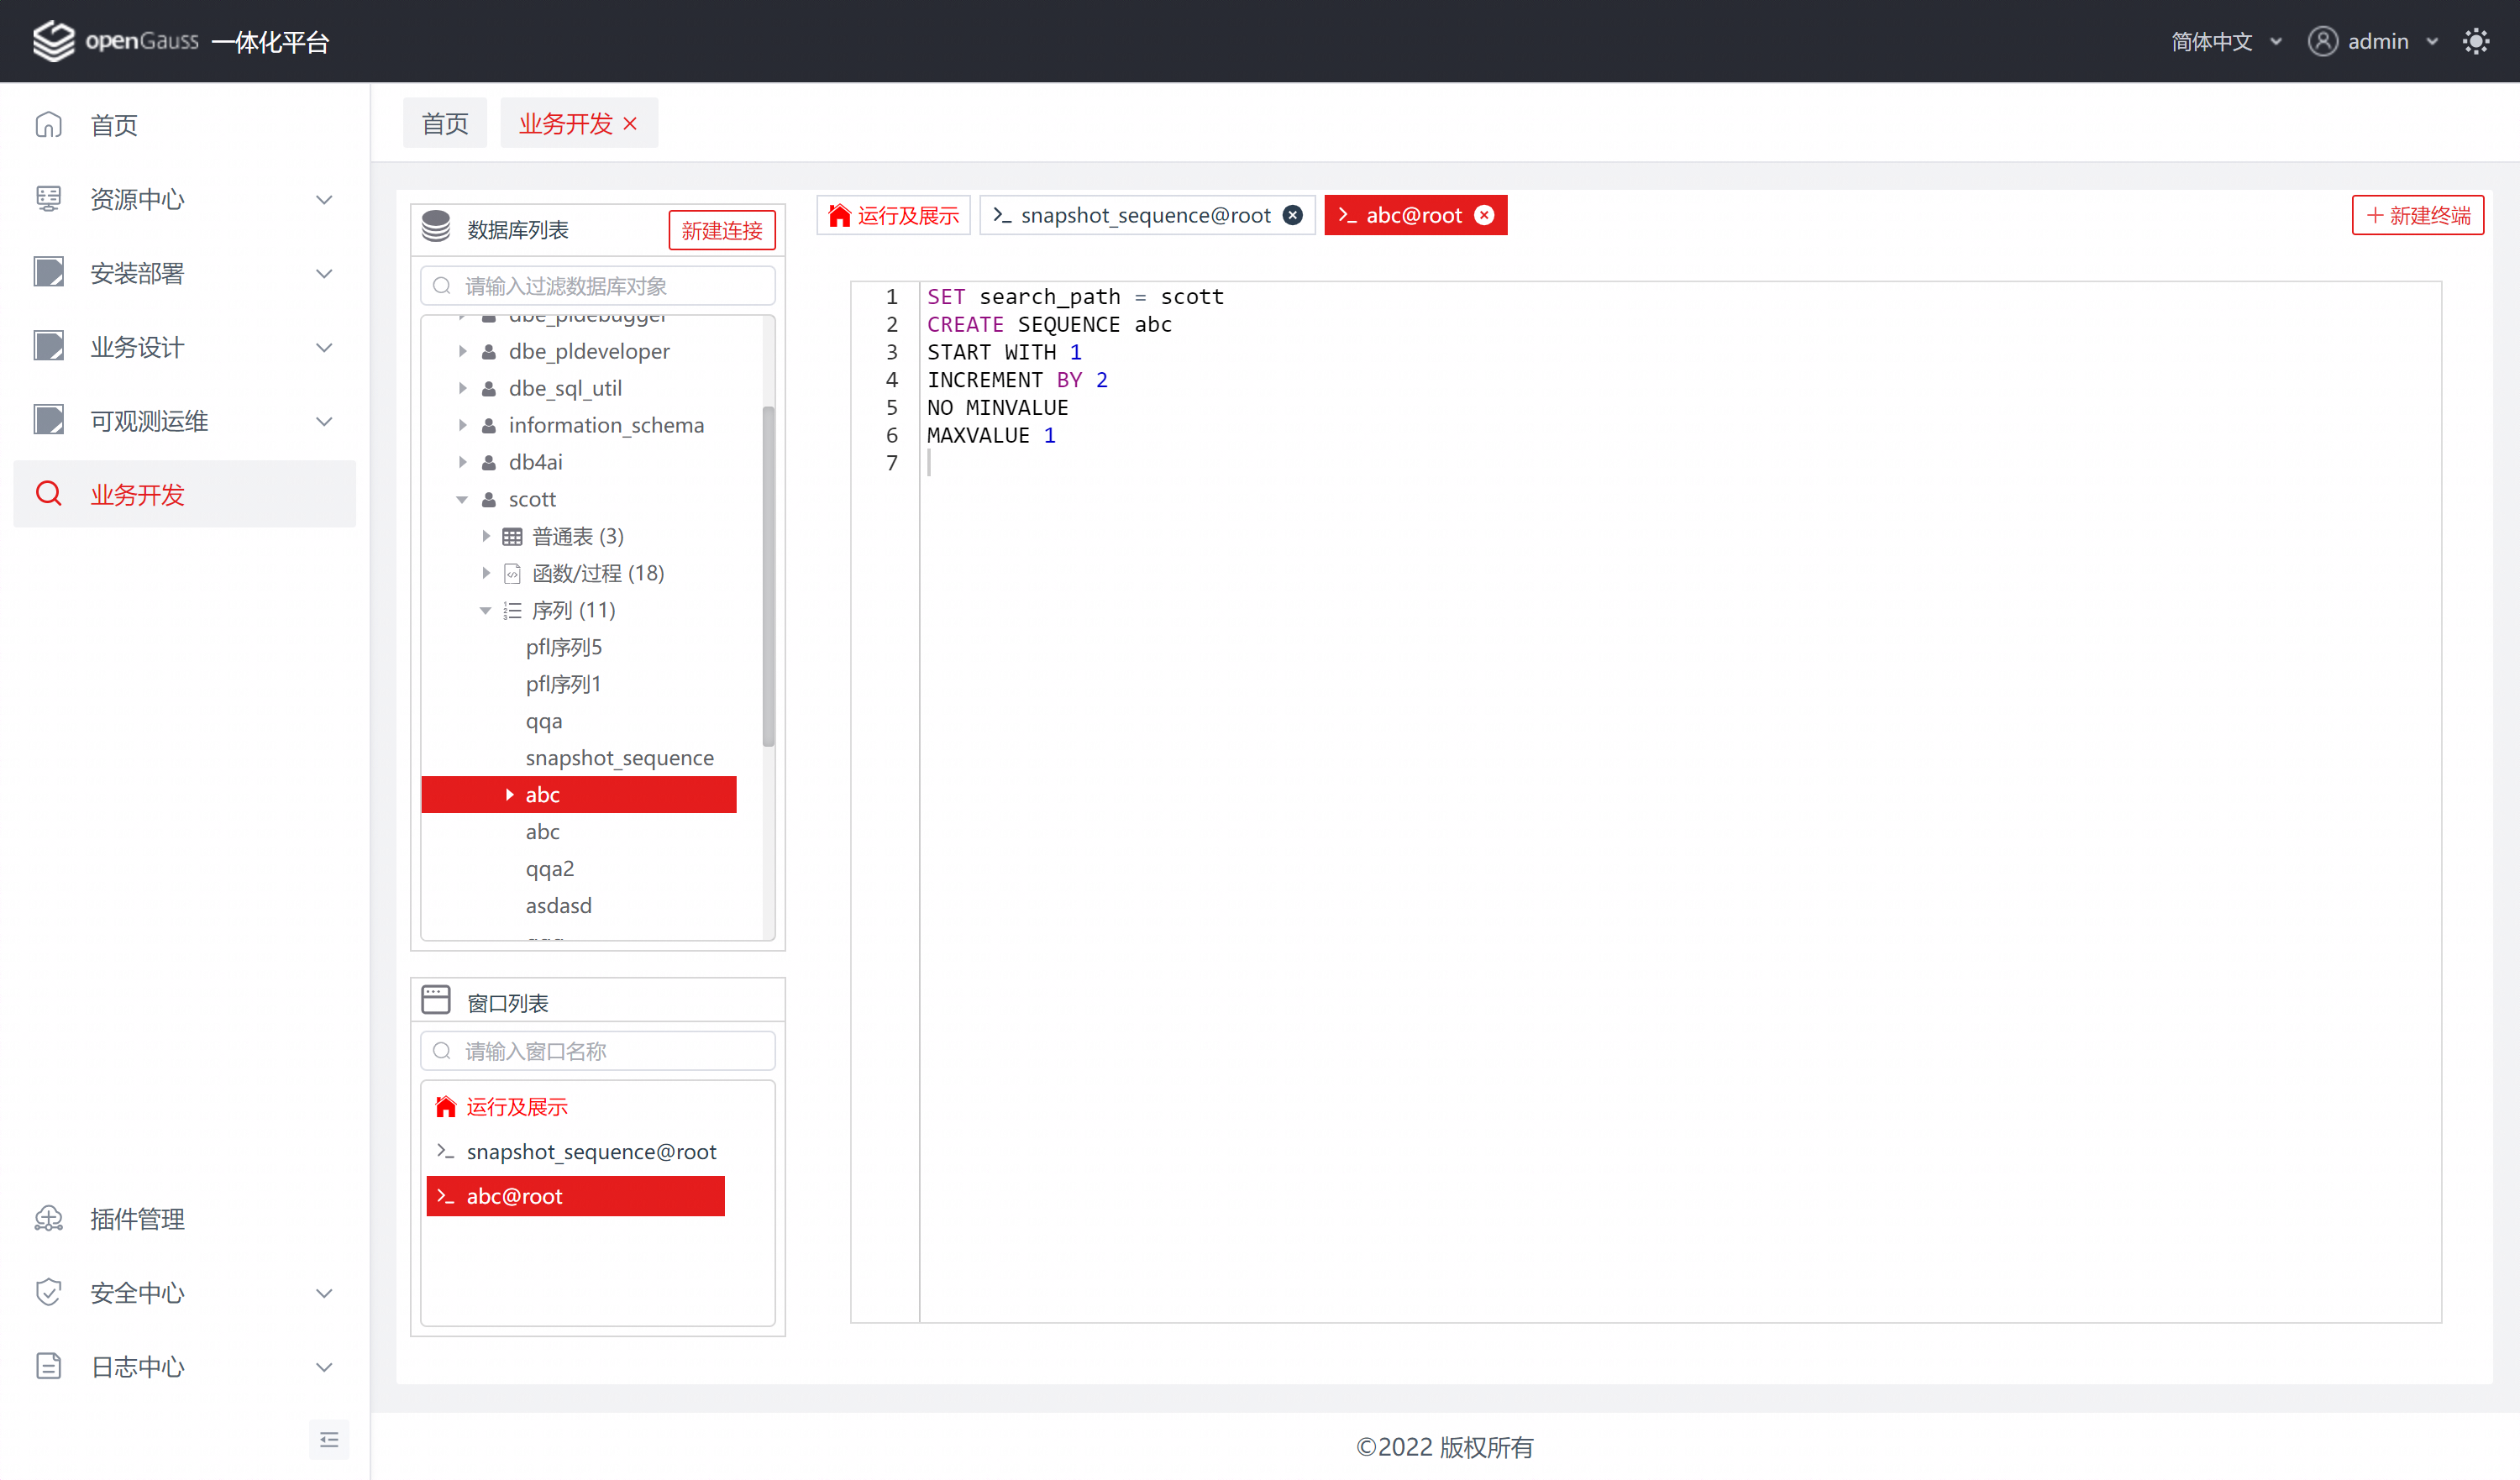 openGauss 一体化平台
简体中文
admin
首页
资源中心
安装部署
业务设计
可观测运维
业务开发
插件管理
安全中心
日志中心
首页
业务开发
数据库列表
新建连接
请输入过滤数据库对象
dbe_pldebugger
dbe_pldeveloper
dbe_sql_util
information_schema
db4ai
scott
普通表 (3)
函数/过程 (18)
序列 (11)
pfl序列5
pfl序列1
qqa
snapshot_sequence
abc
abc
qqa2
asdasd
窗口列表
请输入窗口名称
运行及展示
snapshot_sequence@root
abc@root
运行及展示
snapshot_sequence@root
abc@root
新建终端
1 SET search_path = scott
2 CREATE SEQUENCE abc
3 START WITH 1
4 INCREMENT BY 2
5 NO MINVALUE
6 MAXVALUE 1
7
©2022 版权所有